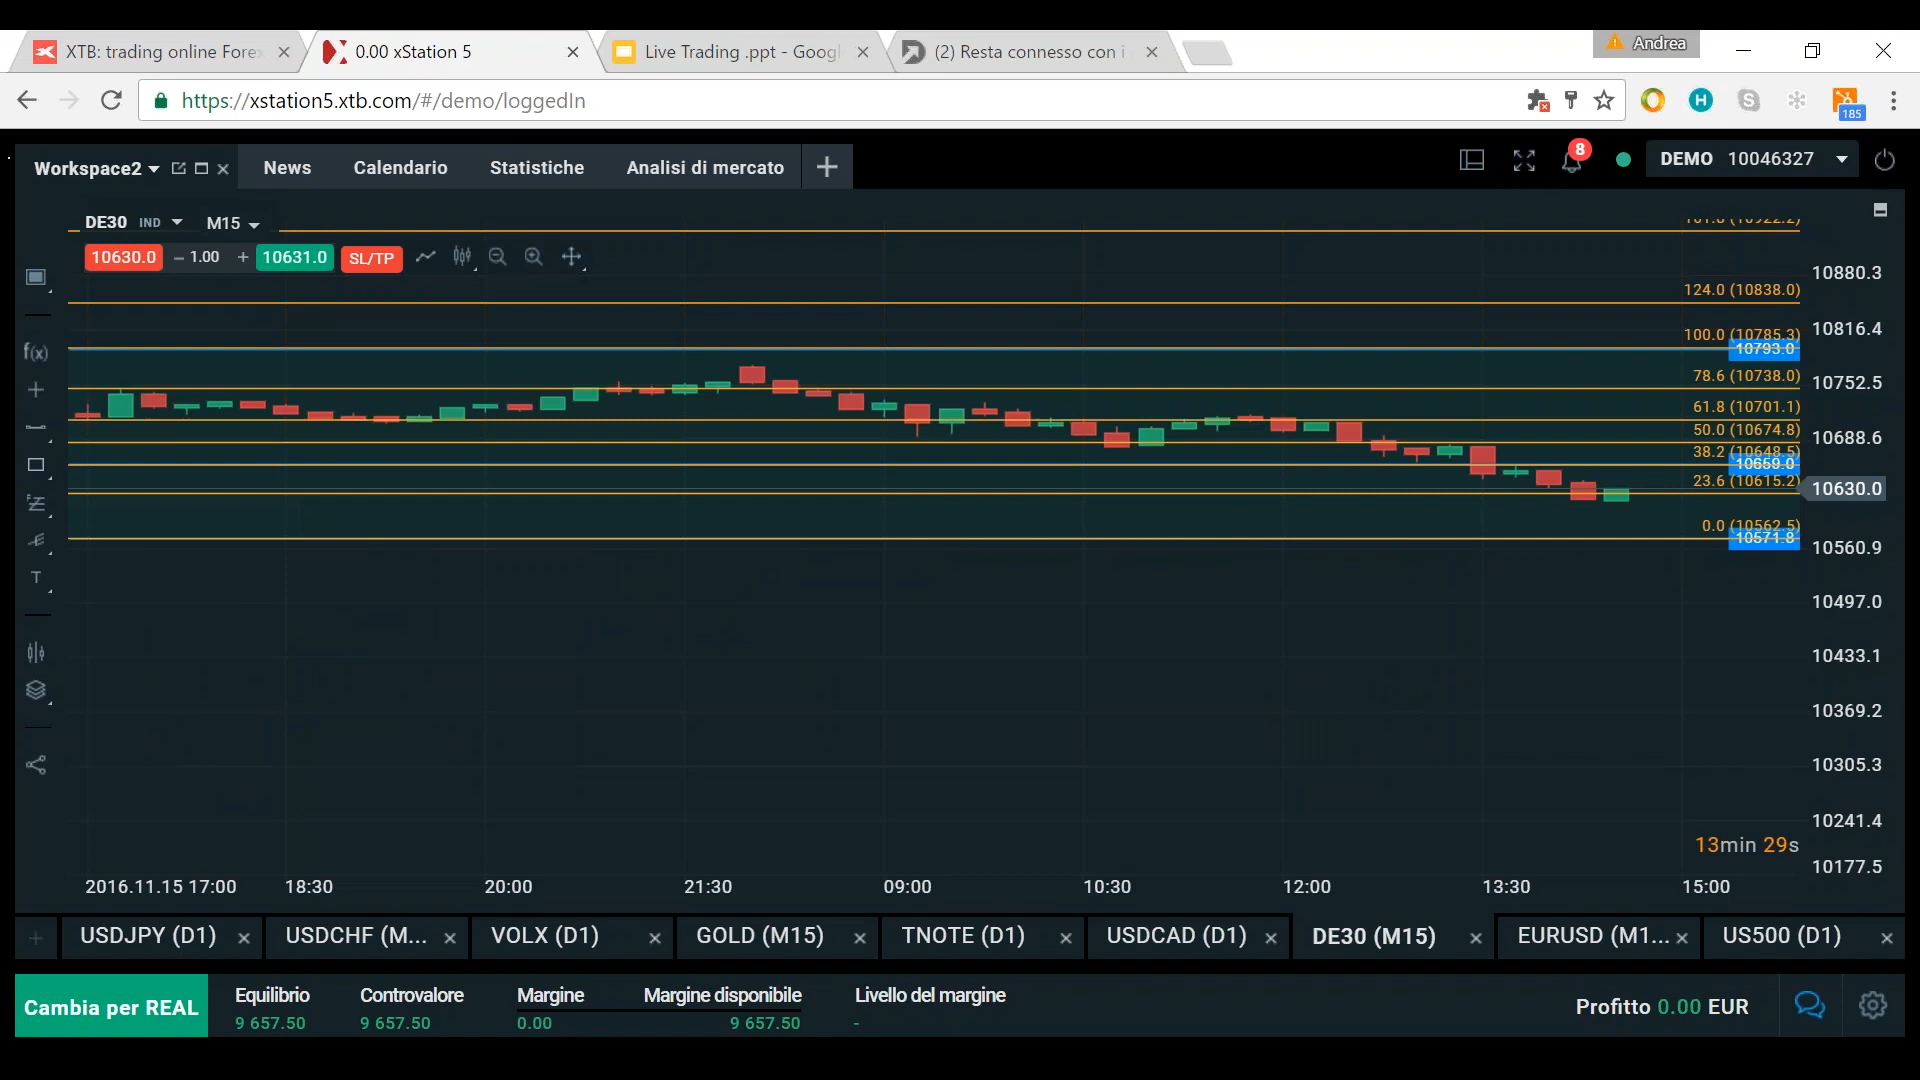 XTB: trading online Fore
0.00 xStation 5
Live Trading .ppt - Googl
(2) Resta connesso con i
Andrea
https://xstation5.xtb.com/#/demo/loggedIn
185
Workspace2
News
Calendario
Statistiche
Analisi di mercato
8
DEMO 10046327
DE30 IND M15
10630.0 – 1.00 + 10631.0 SL/TP
f(x)
T
124.0 (10838.0)
100.0 (10785.3)
10793.0
78.6 (10738.0)
61.8 (10701.1)
50.0 (10674.8)
38.2 (10648.5)
10659.0
23.6 (10615.2)
0.0 (10562.5)
10571.8
10880.3
10816.4
10752.5
10688.6
10630.0
10560.9
10497.0
10433.1
10369.2
10305.3
10241.4
10177.5
13min 29s
2016.11.15 17:00 18:30 20:00 21:30 09:00 10:30 12:00 13:30 15:00
USDJPY (D1) USDCHF (M... VOLX (D1) GOLD (M15) TNOTE (D1) USDCAD (D1) DE30 (M15) EURUSD (M1... US500 (D1)
Cambia per REAL
Equilibrio Controvalore Margine Margine disponibile Livello del margine
9 657.50 9 657.50 0.00 9 657.50 -
Profitto 0.00 EUR